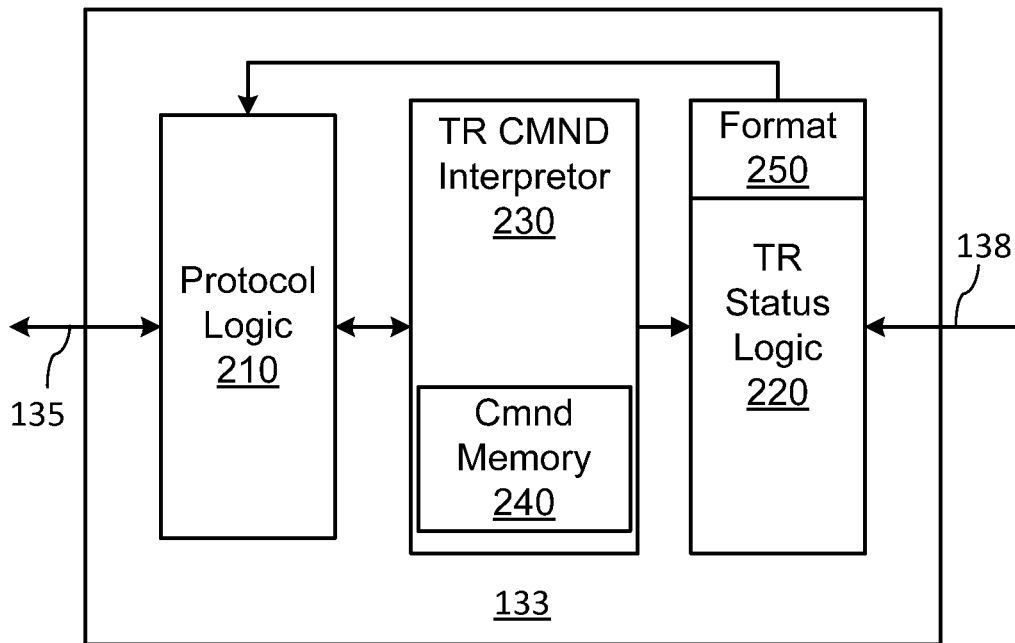 TR CMND
Interpretor
230
Format
250
138
Protocol
Logic
210
TR
Status
Logic
220
135
Cmnd
Memory
240
133